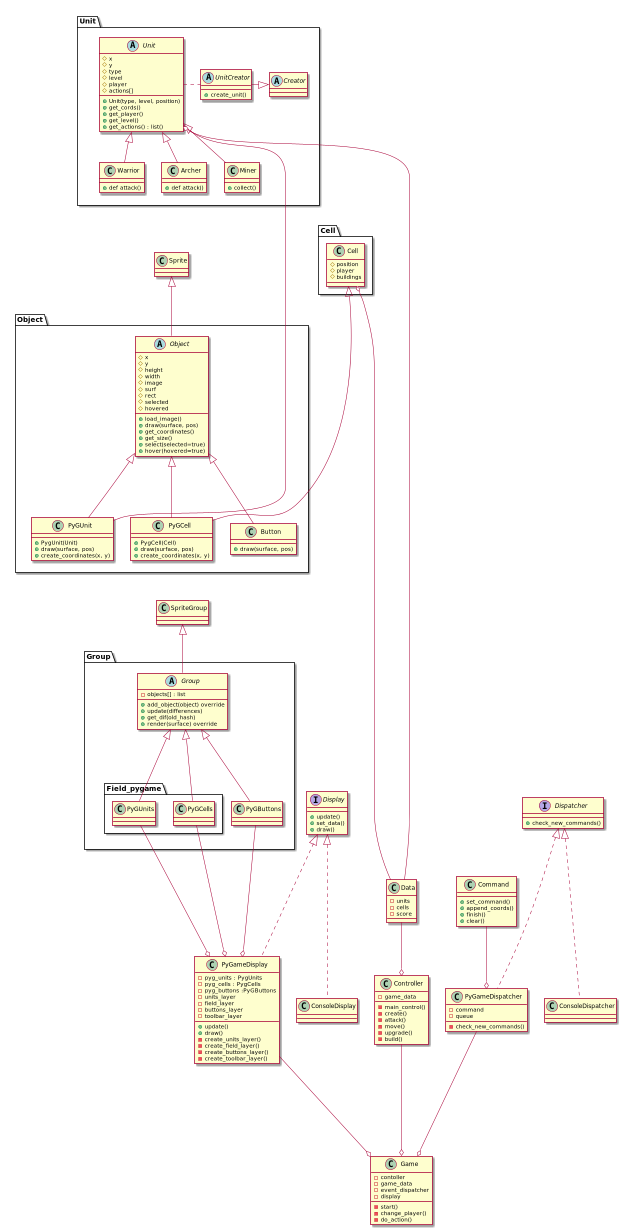 Unit
A Unit
x
y
type
level
player
actions[]
Unit(type, level, position)
get_cords()
get_player()
get_level()
get_actions() : list()
A UnitCreator
create_unit()
A Creator
C Warrior
def attack()
C Archer
def attack()
C Miner
collect()
C Sprite
Cell
C Cell
position
player
buildings
Object
A Object
x
y
height
width
image
surf
rect
selected
hovered
load_image()
draw(surface, pos)
get_coordinates()
get_size()
select(selected=true)
hover(hovered=true)
C PyGUnit
PygUnit(Unit)
draw(surface, pos)
create_coordinates(x, y)
C PyGCell
PygCell(Cell)
draw(surface, pos)
create_coordinates(x, y)
C Button
draw(surface, pos)
C SpriteGroup
Group
A Group
objects[] : list
add_object(object) override
update(differences)
get_dif(old_hash)
render(surface) override
Field_pygame
C PyGUnits
C PyGCells
C PyGButtons
I Display
update()
set_data()
draw()
I Dispatcher
check_new_commands()
C Data
units
cells
score
C Command
set_command()
append_coords()
finish()
clear()
C PyGameDisplay
pyg_units : PygUnits
pyg_cells : PygCells
pyg_buttons :PyGButtons
units_layer
field_layer
buttons_layer
toolbar_layer
update()
draw()
create_units_layer()
create_field_layer()
create_buttons_layer()
create_toolbar_layer()
C ConsoleDisplay
C Controller
game_data
main_control()
create()
attack()
move()
upgrade()
build()
C PyGameDispatcher
command
queue
check_new_commands()
C ConsoleDispatcher
C Game
contoller
game_data
event_dispatcher
display
start()
change_player()
do_action()